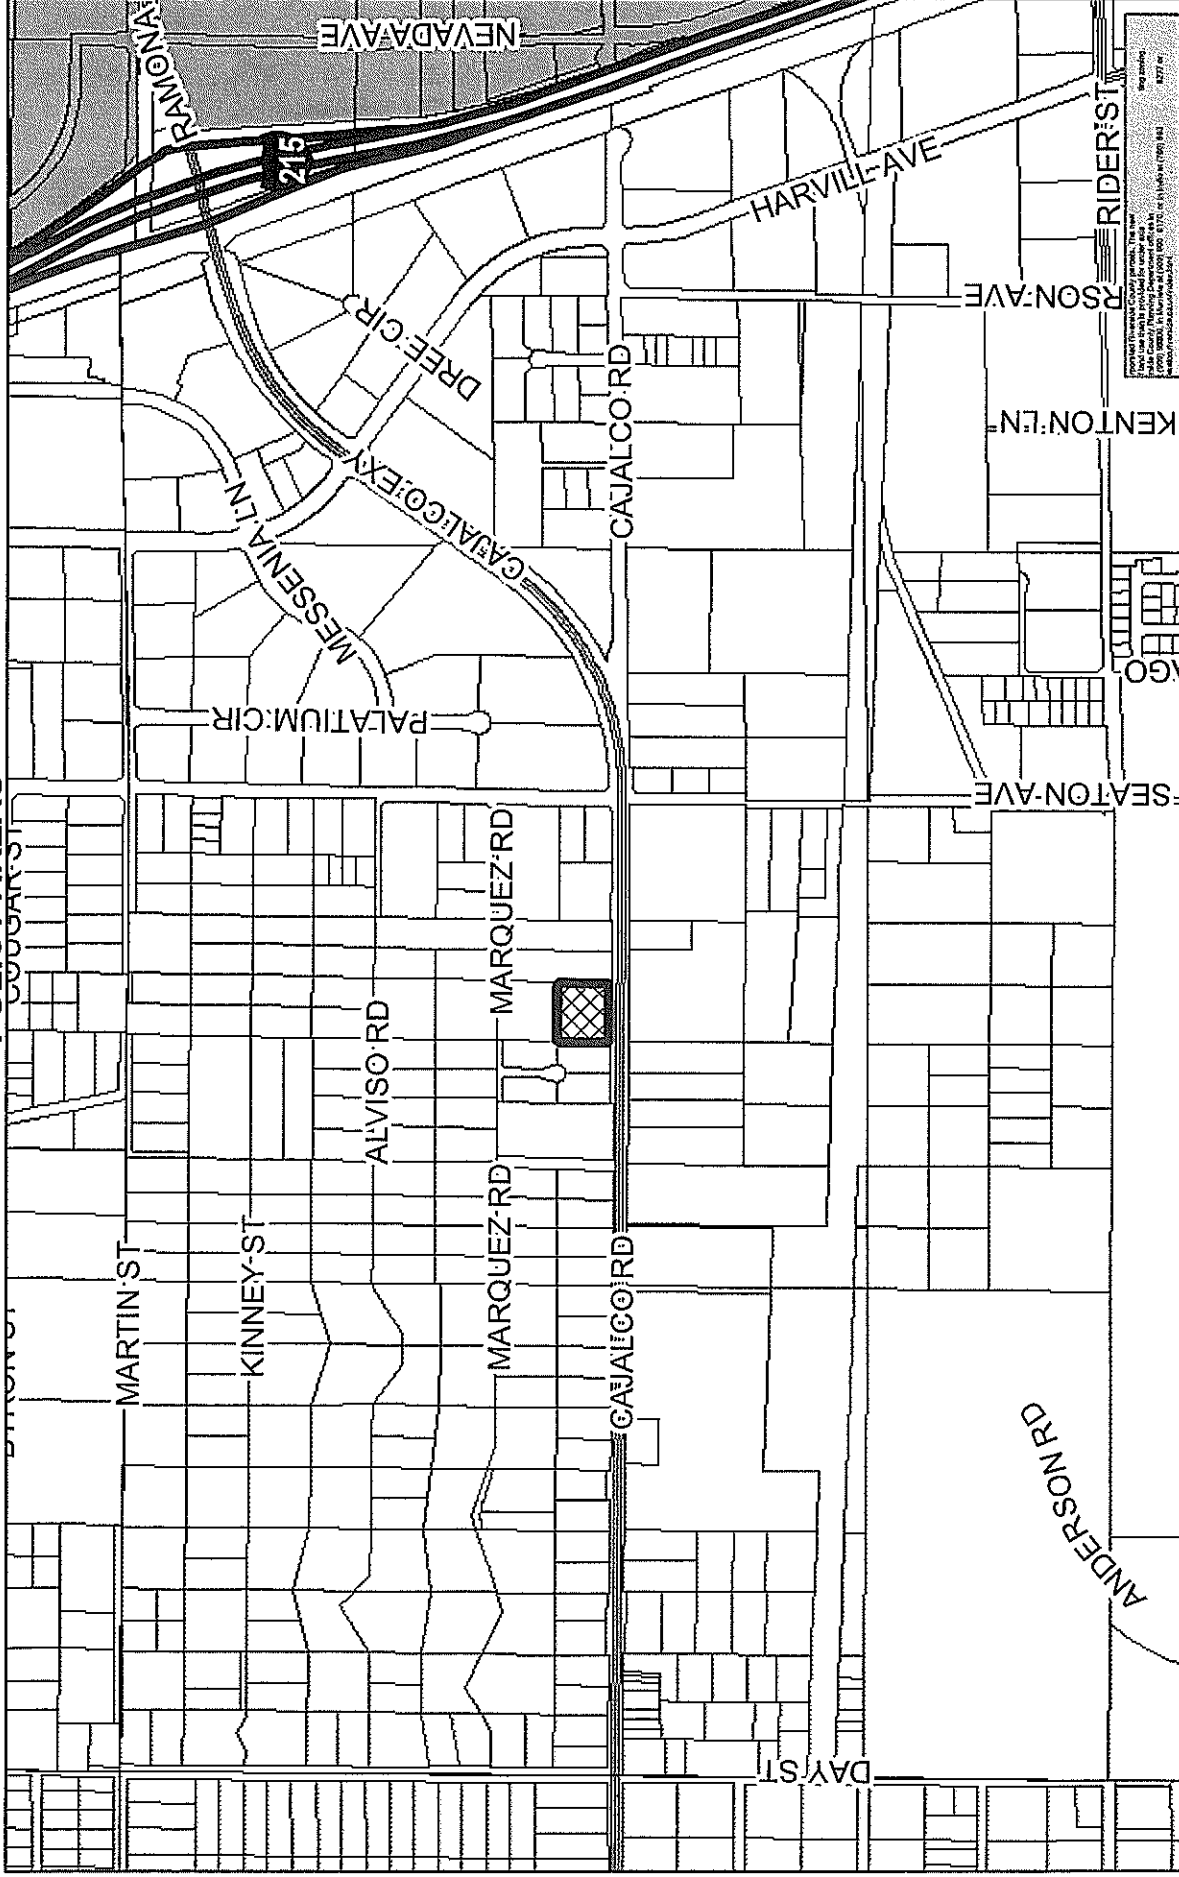 RAMONA
NEVADA AVE
215
COUGAR ST
HARVILL AVE
RIDER ST
DREE CIR
RSON AVE
CAJALCO RD
KENTON LN
CAJALCO EXY
MESSENIA LN
PALATIUM CIR
AGO
SEATON AVE
MARQUEZ RD
ALVISO RD
MARTIN ST
KINNEY ST
MARQUEZ RD
CAJALCO RD
ANDERSON RD
DAY ST